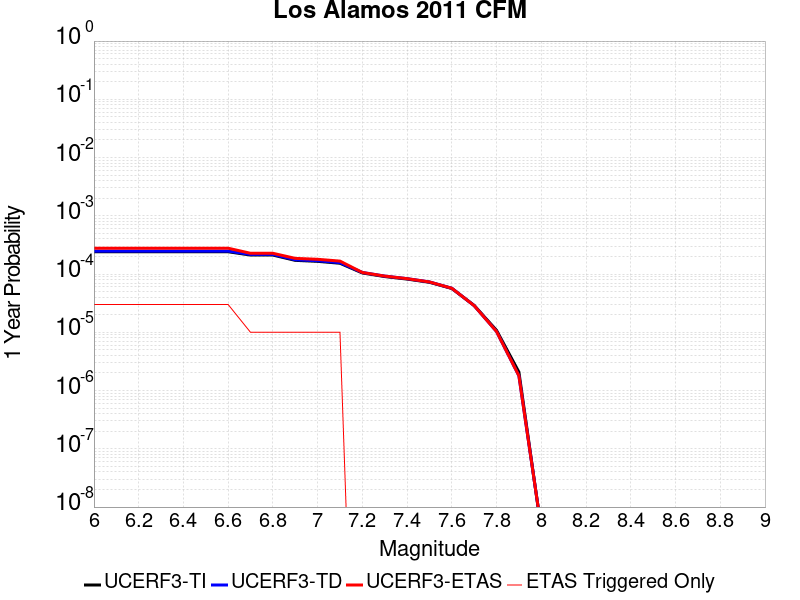 Los Alamos 2011 CFM
10^0
10^-1
10^-2
10^-3
10^-4
10^-5
10^-6
10^-7
10^-8
1 Year Probability
6 6.2 6.4 6.6 6.8 7 7.2 7.4 7.6 7.8 8 8.2 8.4 8.6 8.8 9
Magnitude
UCERF3-TI UCERF3-TD UCERF3-ETAS ETAS Triggered Only